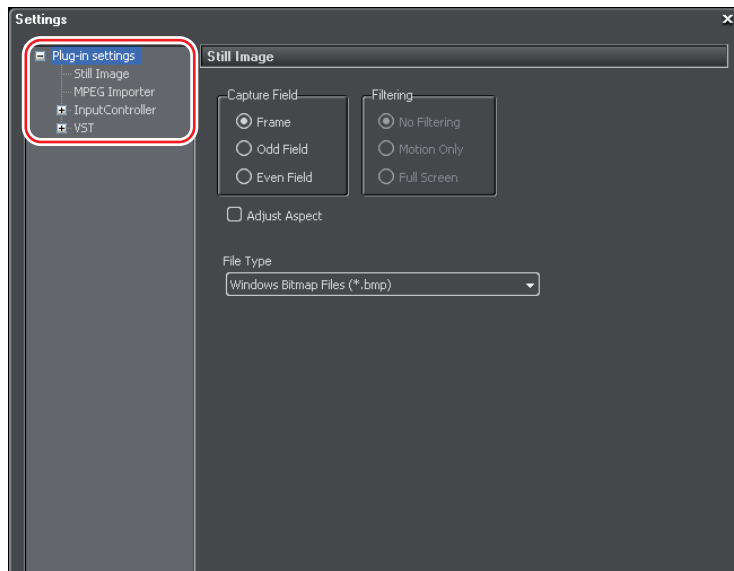 Settings
x
Plug-in settings
Still Image
MPEG Importer
InputController
VST
Still Image
Capture Field
Frame
Odd Field
Even Field
Filtering
No Filtering
Motion Only
Full Screen
Adjust Aspect
File Type
Windows Bitmap Files (*.bmp)